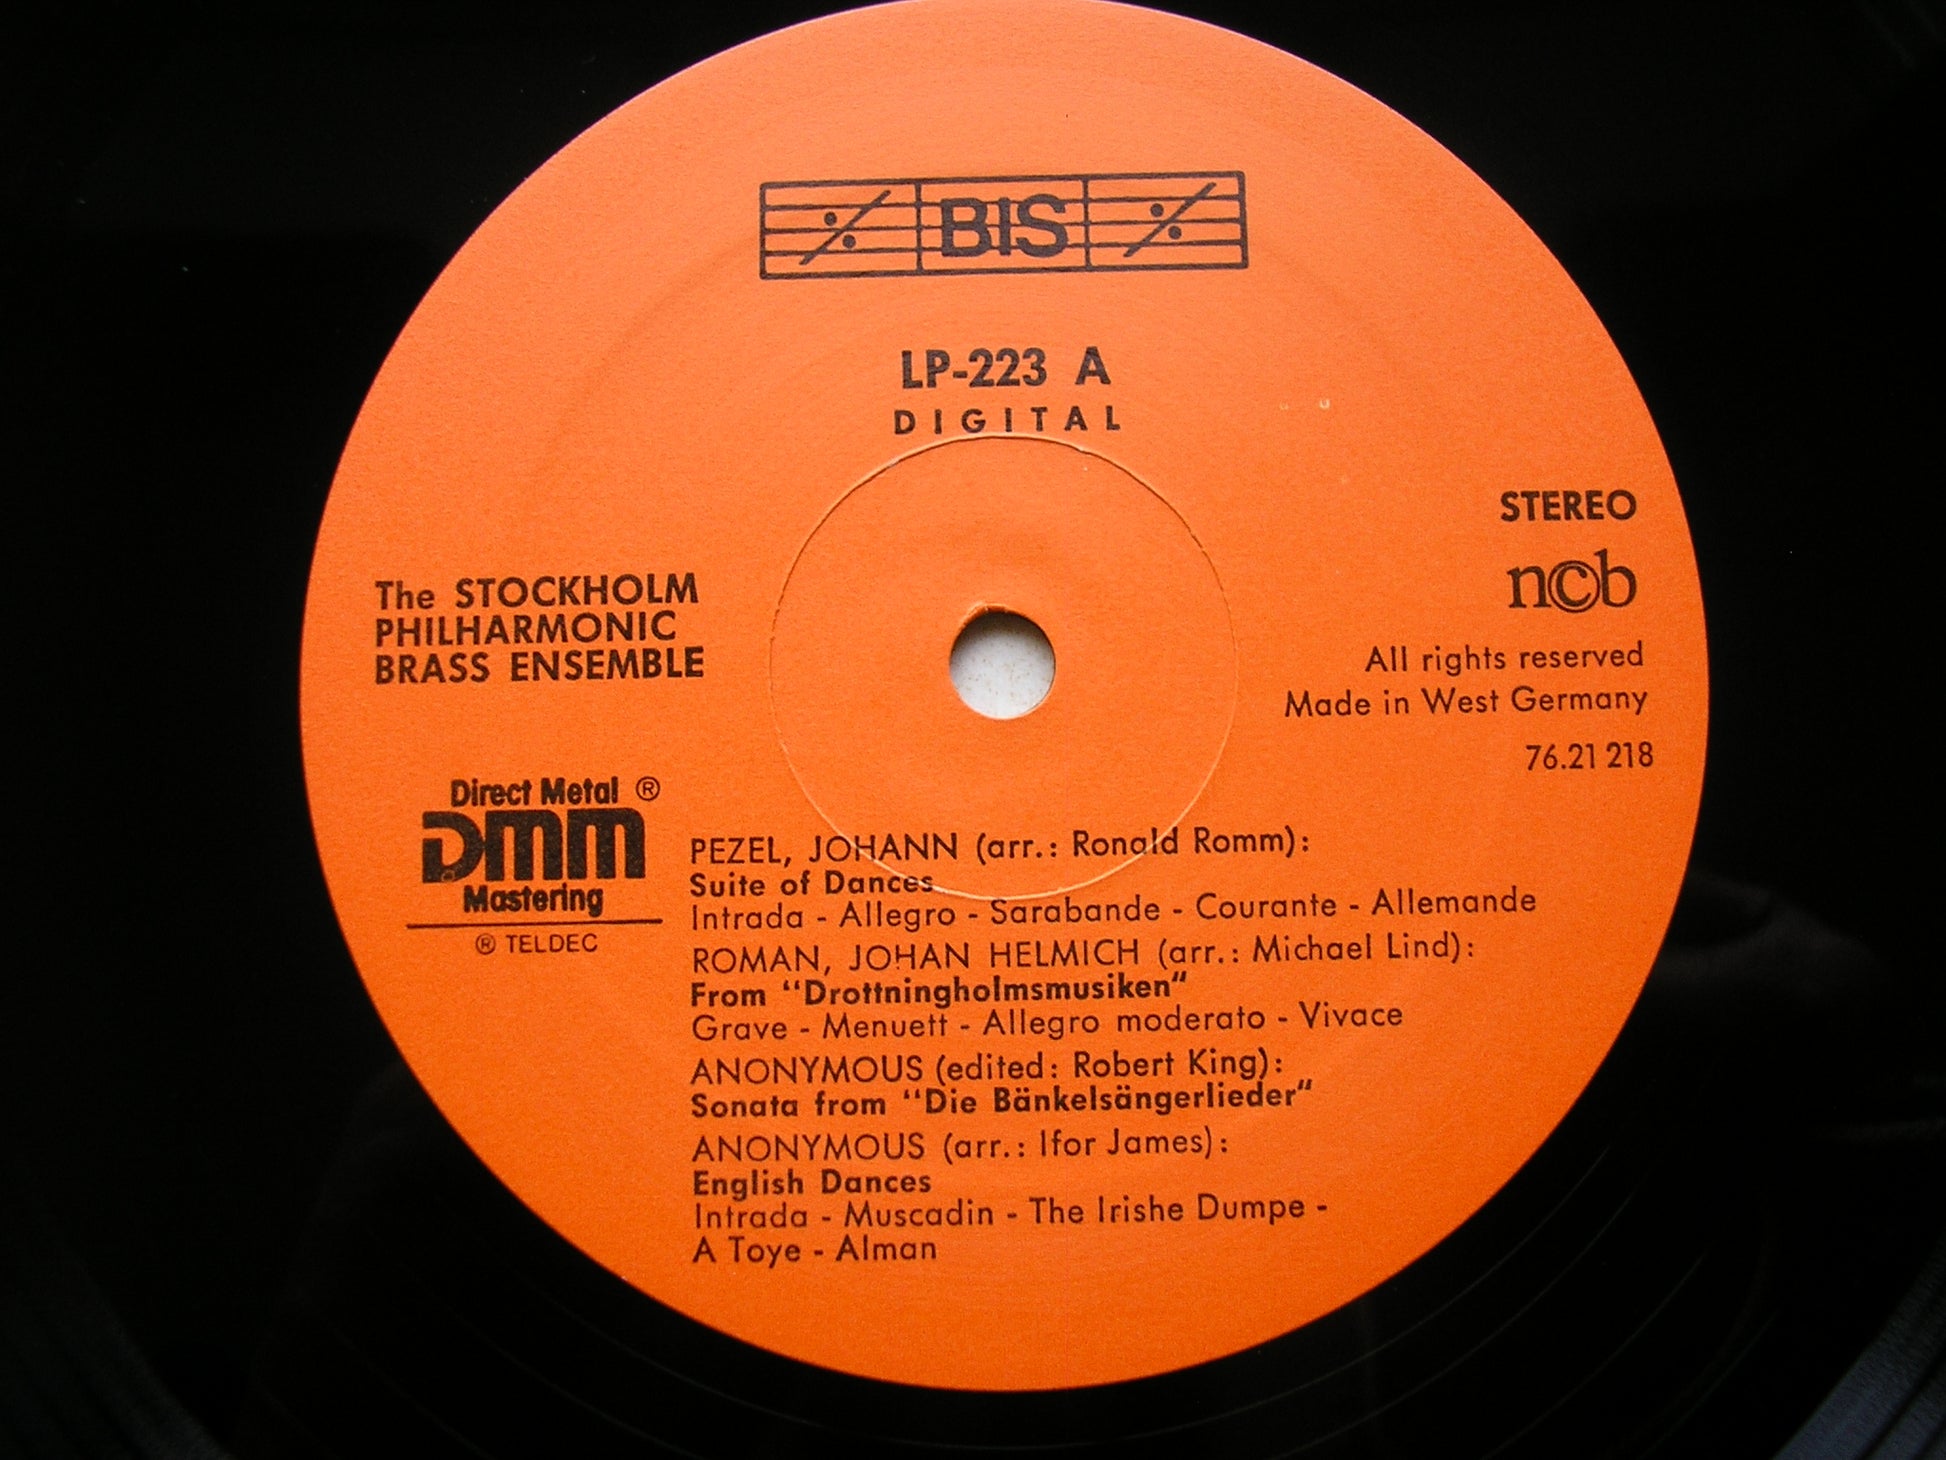 BIS
LP-223 A
DIGITAL
STEREO
n©b
All rights reserved
Made in West Germany
76.21 218
The STOCKHOLM
PHILHARMONIC
BRASS ENSEMBLE
Direct Metal ®
DMM
Mastering
® TELDEC
PEZEL, JOHANN (arr.: Ronald Romm):
Suite of Dances
Intrada - Allegro - Sarabande - Courante - Allemande
ROMAN, JOHAN HELMICH (arr.: Michael Lind):
From "Drottningholmsmusiken"
Grave - Menuett - Allegro moderato - Vivace
ANONYMOUS (edited: Robert King):
Sonata from "Die Bänkelsängerlieder"
ANONYMOUS (arr.: Ifor James):
English Dances
Intrada - Muscadin - The Irishe Dumpe -
A Toye - Alman